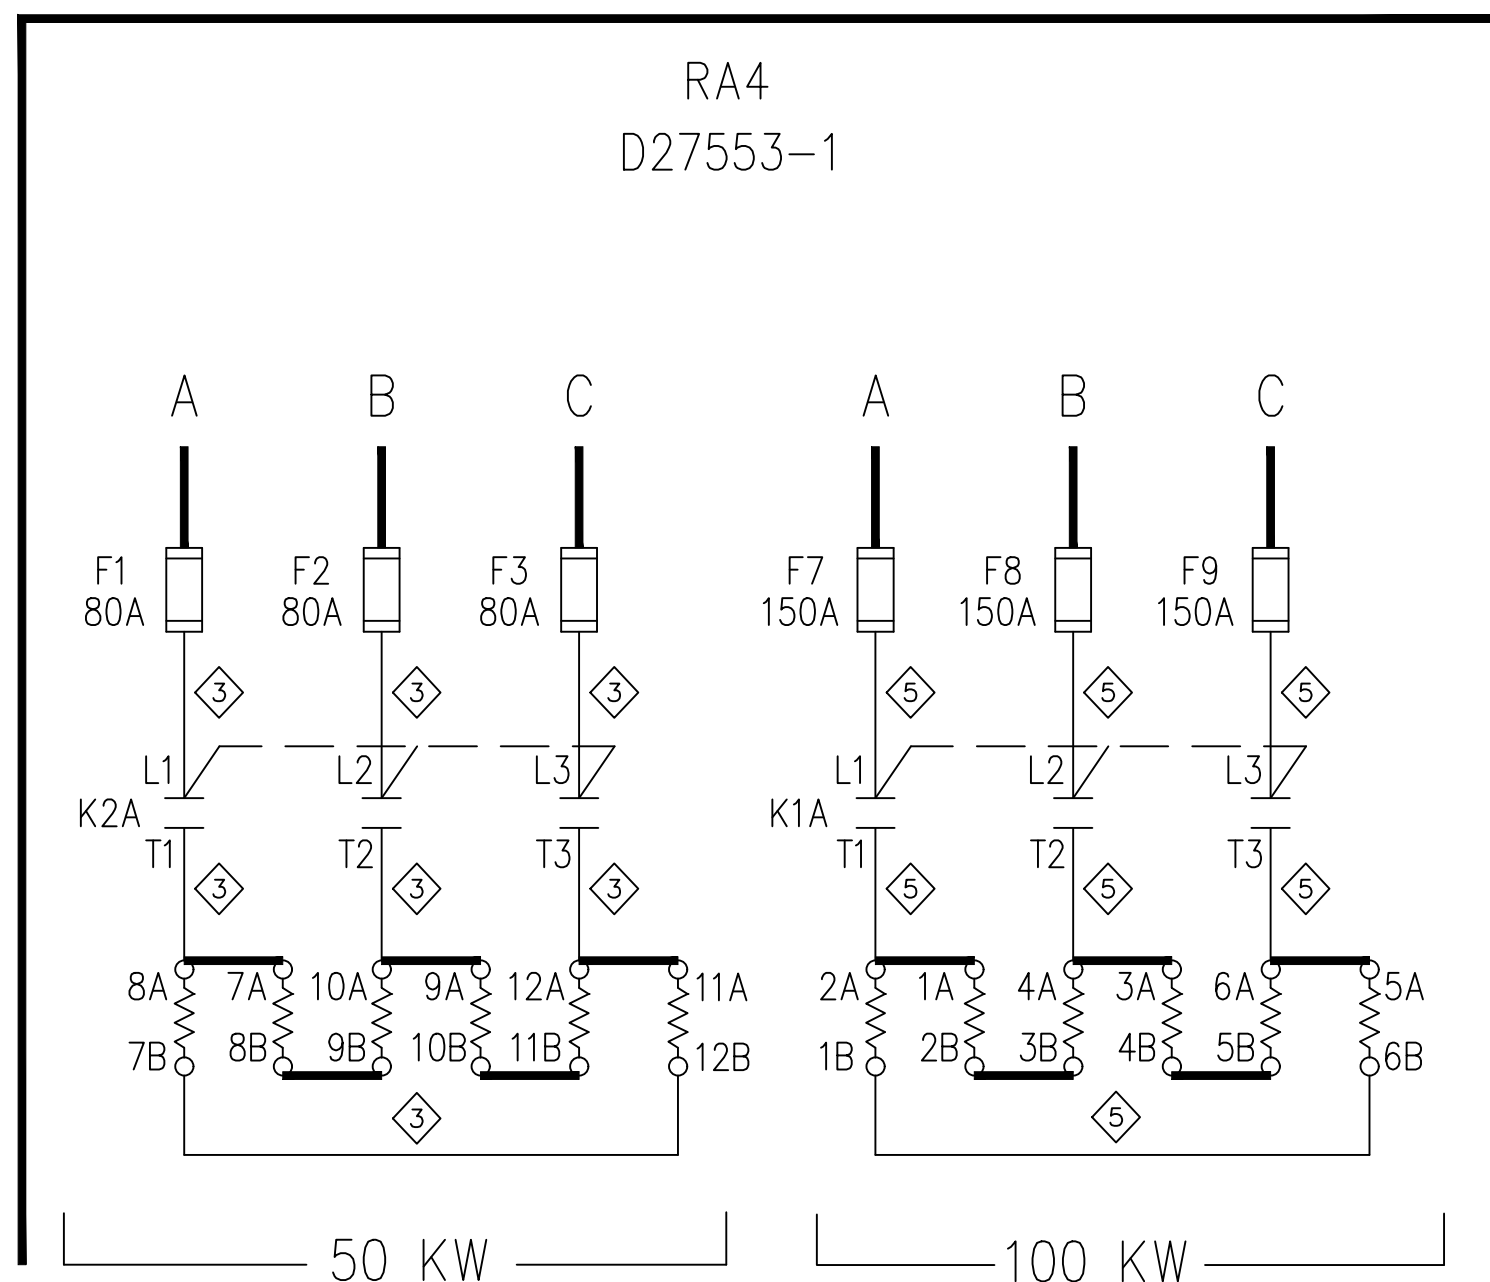 RA4
D27553-1
A B C A B C
F1 F2 F3 F7 F8 F9
80A 80A 80A 150A 150A 150A
3 3 3 5 5 5
L1 L2 L3 L1 L2 L3
K2A K1A
T1 T2 T3 T1 T2 T3
3 3 3 5 5 5
8A 7A 10A 9A 12A 11A 2A 1A 4A 3A 6A 5A
7B 8B 9B 10B 11B 12B 1B 2B 3B 4B 5B 6B
3 5
50 KW 100 KW